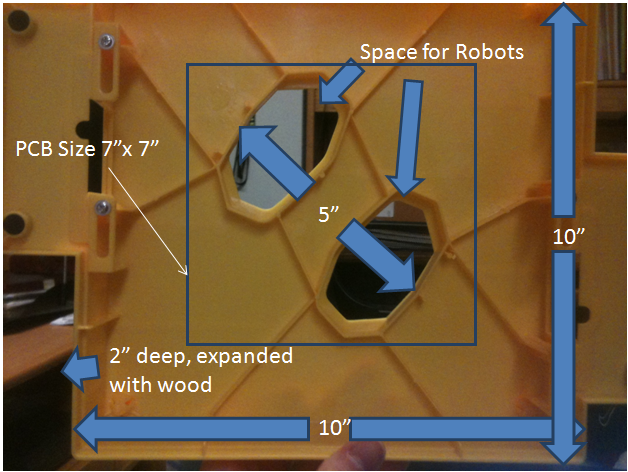 Space for Robots
PCB Size 7”x 7”
5”
10”
2” deep, expanded
with wood
10”